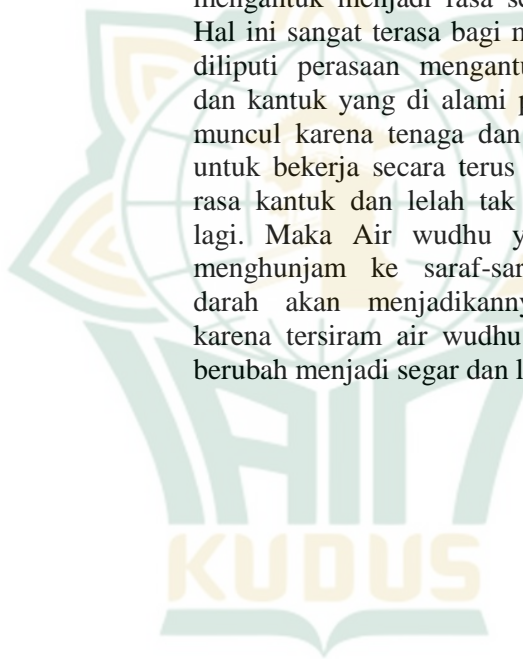 mengantuk menjadi rasa
Hal ini sangat terasa bagi
diliputi perasaan
dan kantuk yang di alami
muncul karena tenaga dan
untuk bekerja secara terus
rasa kantuk dan lelah tak
lagi. Maka Air wudhu
menghunjam ke
darah akan
karena tersiram air wudhu
berubah menjadi segar dan
KUDUS